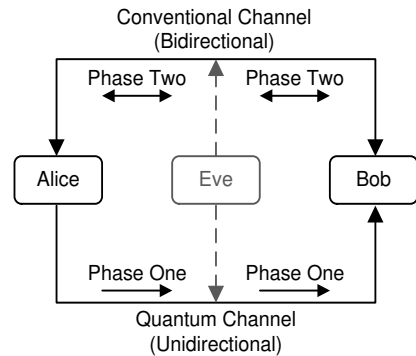 Conventional Channel
(Bidirectional)
Phase Two Phase Two
Alice Eve Bob
Phase One Phase One
Quantum Channel
(Unidirectional)